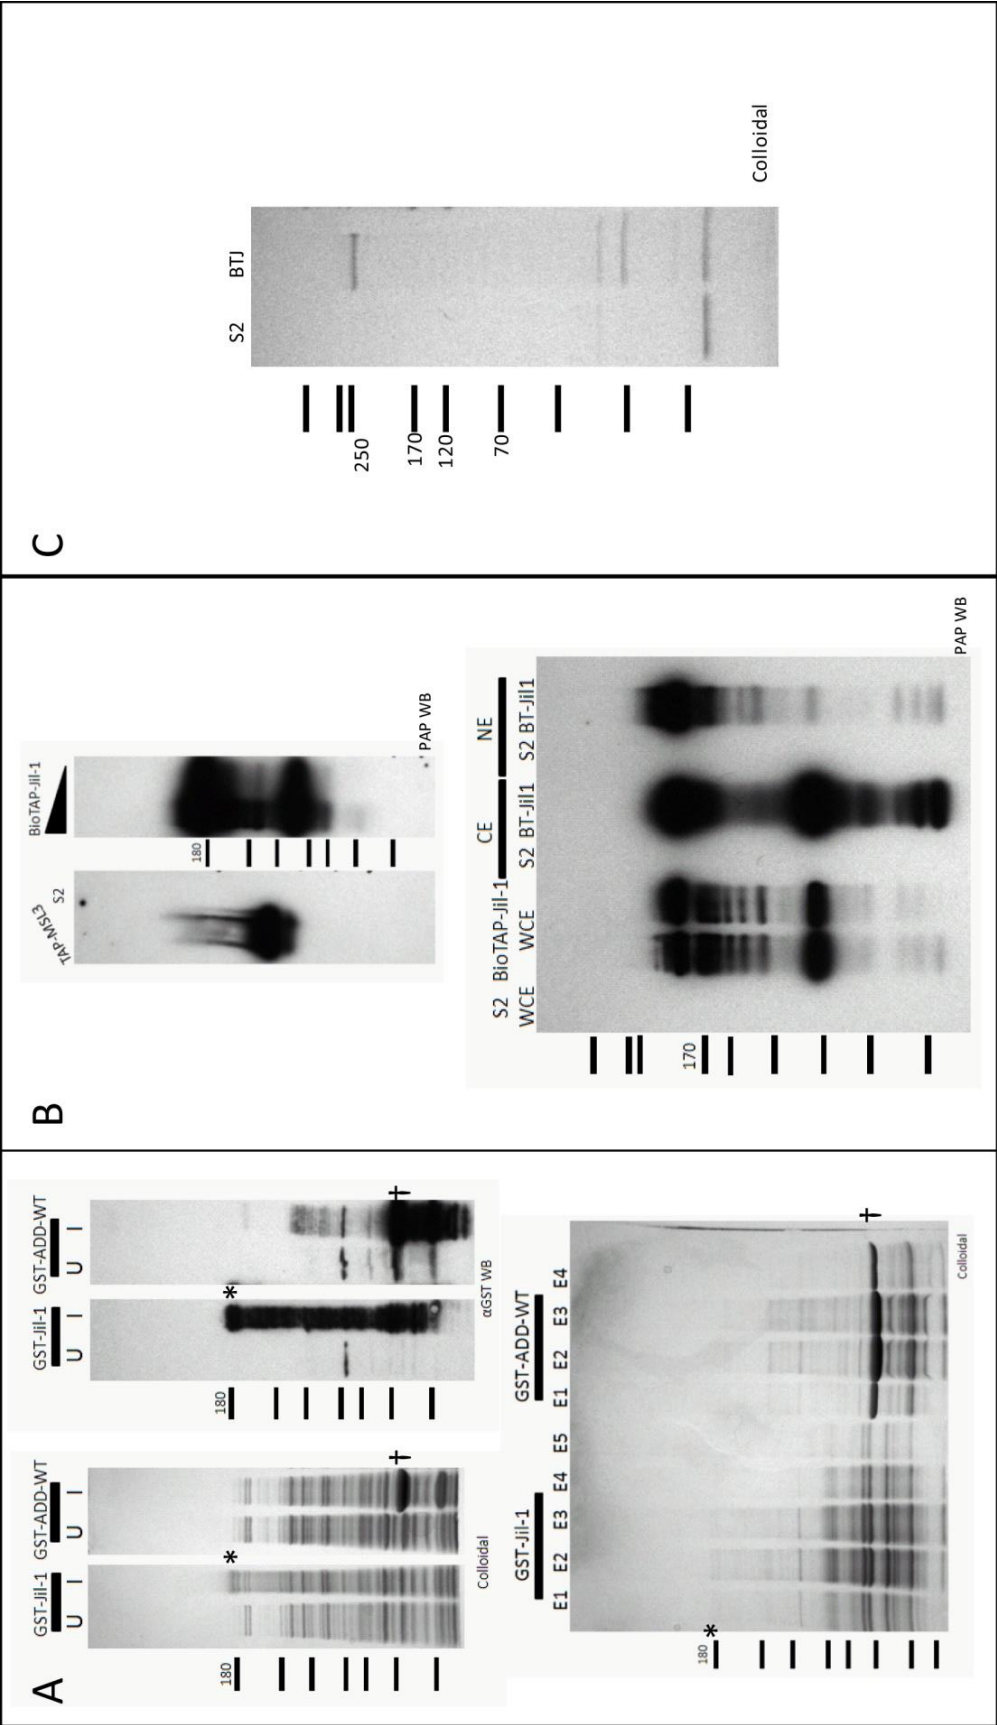 A
GST-Jil-1 GST-ADD-WT
U I U I
180
*
†
Colloidal
GST-Jil-1 GST-ADD-WT
U I U I
180
*
†
αGST WB
GST-Jil-1 GST-ADD-WT
E1 E2 E3 E4 E5 E1 E2 E3 E4
180
*
†
Colloidal
B
TAP-MSL3 S2
BioTAP-Jil-1
180
PAP WB
S2 BioTAP-Jil-1 CE NE
WCE WCE S2 BT-Jil1 S2 BT-Jil1
170
PAP WB
C
S2 BTJ
250
170
120
70
Colloidal